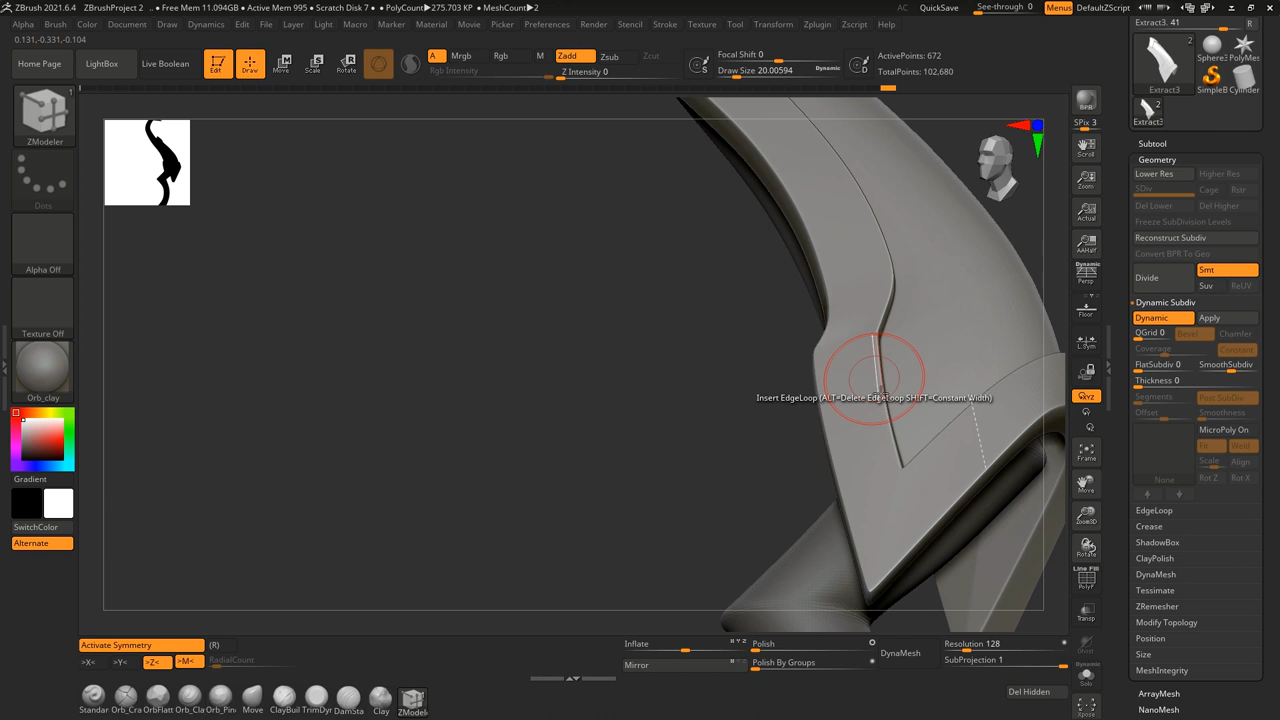 ZBrush 2021.6.4 ZBrushProject 2 .. ● Free Mem 11.094GB ● Active Mem 995 ● Scratch Disk 7 ● PolyCount▸275.703 KP ● MeshCount▸2 AC QuickSave See-through 0 Menus DefaultZScript
Alpha Brush Color Document Draw Dynamics Edit File Layer Light Macro Marker Material Movie Picker Preferences Render Stencil Stroke Texture Tool Transform Zplugin Zscript Help
0.131,-0.331,-0.104
Extract3. 41 R
Home Page LightBox Live Boolean Edit Draw Move Scale Rotate
A Mrgb Rgb M Zadd Zsub Zcut
Rgb Intensity Z Intensity 0
Focal Shift 0
Draw Size 20.00594 Dynamic
S D
ActivePoints: 672
TotalPoints: 102,680
2 Extract3 Sphere3 PolyMes SimpleB Cylinder
2 Extract3
1
ZModeler
Dots
Alpha Off
Texture Off
Orb_clay
Gradient
SwitchColor
Alternate
Insert EdgeLoop (ALT=Delete EdgeLoop SHIFT=Constant Width)
BPR
SPix 3
Scroll
Zoom
Actual
AAHalf
Dynamic
Persp
Floor
L.Sym
XYZ
Frame
Move
Zoom3D
Rotate
Line Fill
PolyF
Transp
Ghost
Dynamic
Solo
Xpose
Subtool
Geometry
Lower Res Higher Res
SDiv Cage Rstr
Del Lower Del Higher
Freeze SubDivision Levels
Reconstruct Subdiv
Convert BPR To Geo
Divide Smt
Suv ReUV
Dynamic Subdiv
Dynamic Apply
QGrid 0 Bevel Chamfer
Coverage Constant
FlatSubdiv 0 SmoothSubdiv
Thickness 0
Segments Post SubDiv
Offset Smoothness
MicroPoly On
Fit Weld
Scale Align
None Rot Z Rot X
EdgeLoop
Crease
ShadowBox
ClayPolish
DynaMesh
Tessimate
ZRemesher
Modify Topology
Position
Size
MeshIntegrity
ArrayMesh
NanoMesh
Activate Symmetry (R)
>X< >Y< >Z< >M< RadialCount
Inflate Polish Resolution 128
Mirror Polish By Groups DynaMesh SubProjection 1
Del Hidden
Standar Orb_Cra OrbFlatt Orb_Cla Orb_Pin Move ClayBuil TrimDyr DamSta Clay ZModel